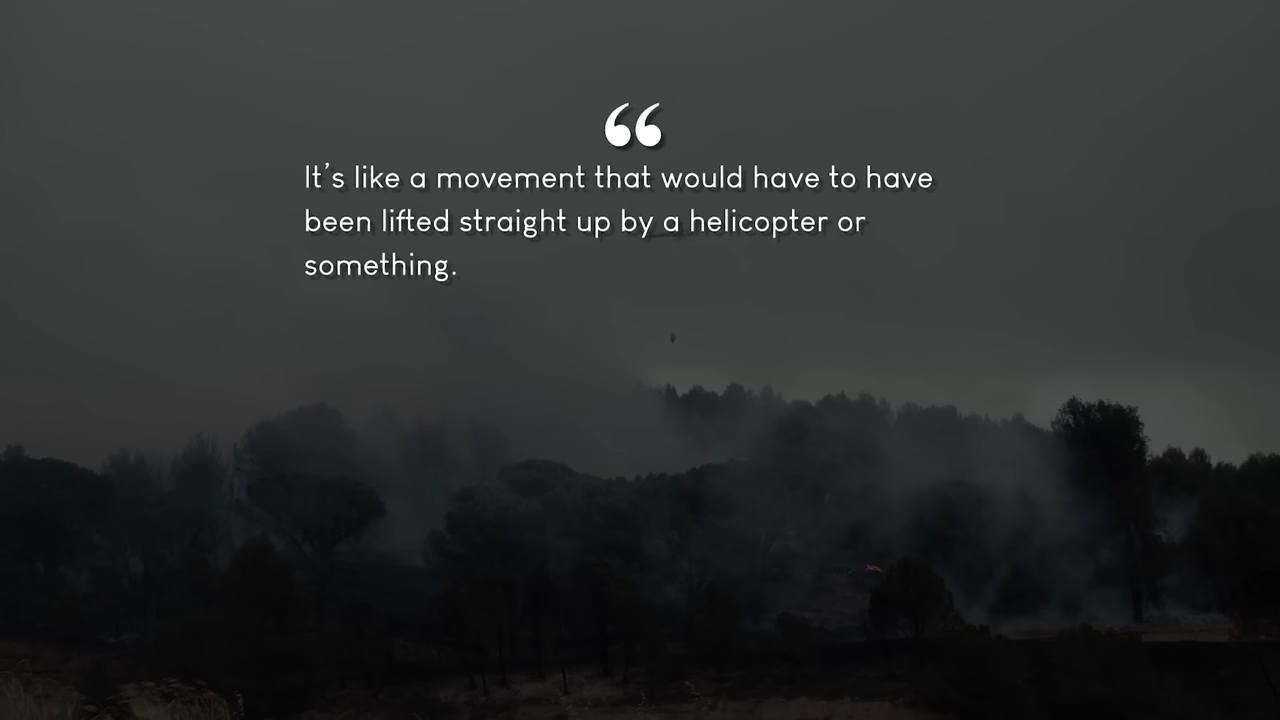 “
It’s like a movement that would have to have
been lifted straight up by a helicopter or
something.